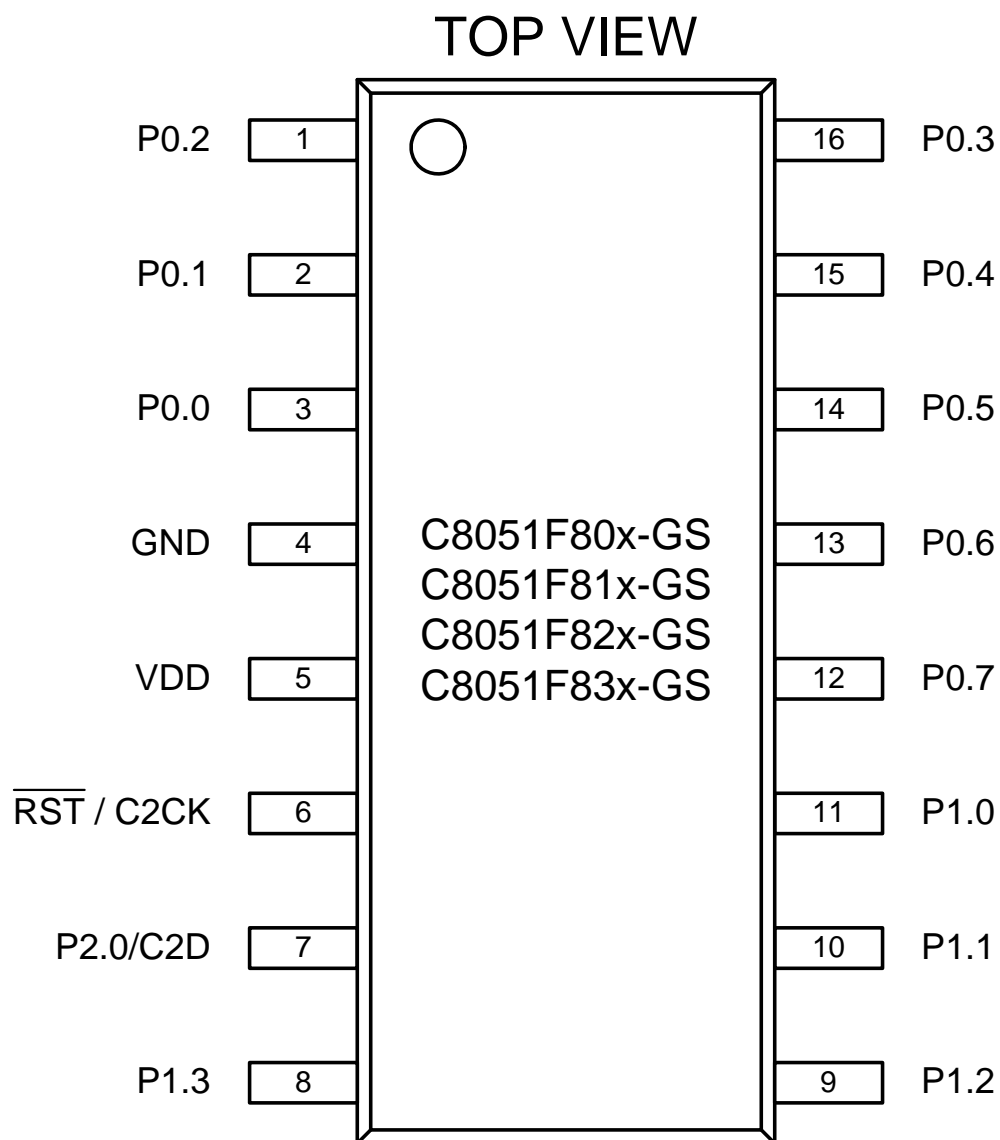 TOP VIEW
P0.2 1 16 P0.3
P0.1 2 15 P0.4
P0.0 3 14 P0.5
GND 4 13 P0.6
C8051F80x-GS
C8051F81x-GS
C8051F82x-GS
C8051F83x-GS
VDD 5 12 P0.7
RST / C2CK 6 11 P1.0
P2.0/C2D 7 10 P1.1
P1.3 8 9 P1.2